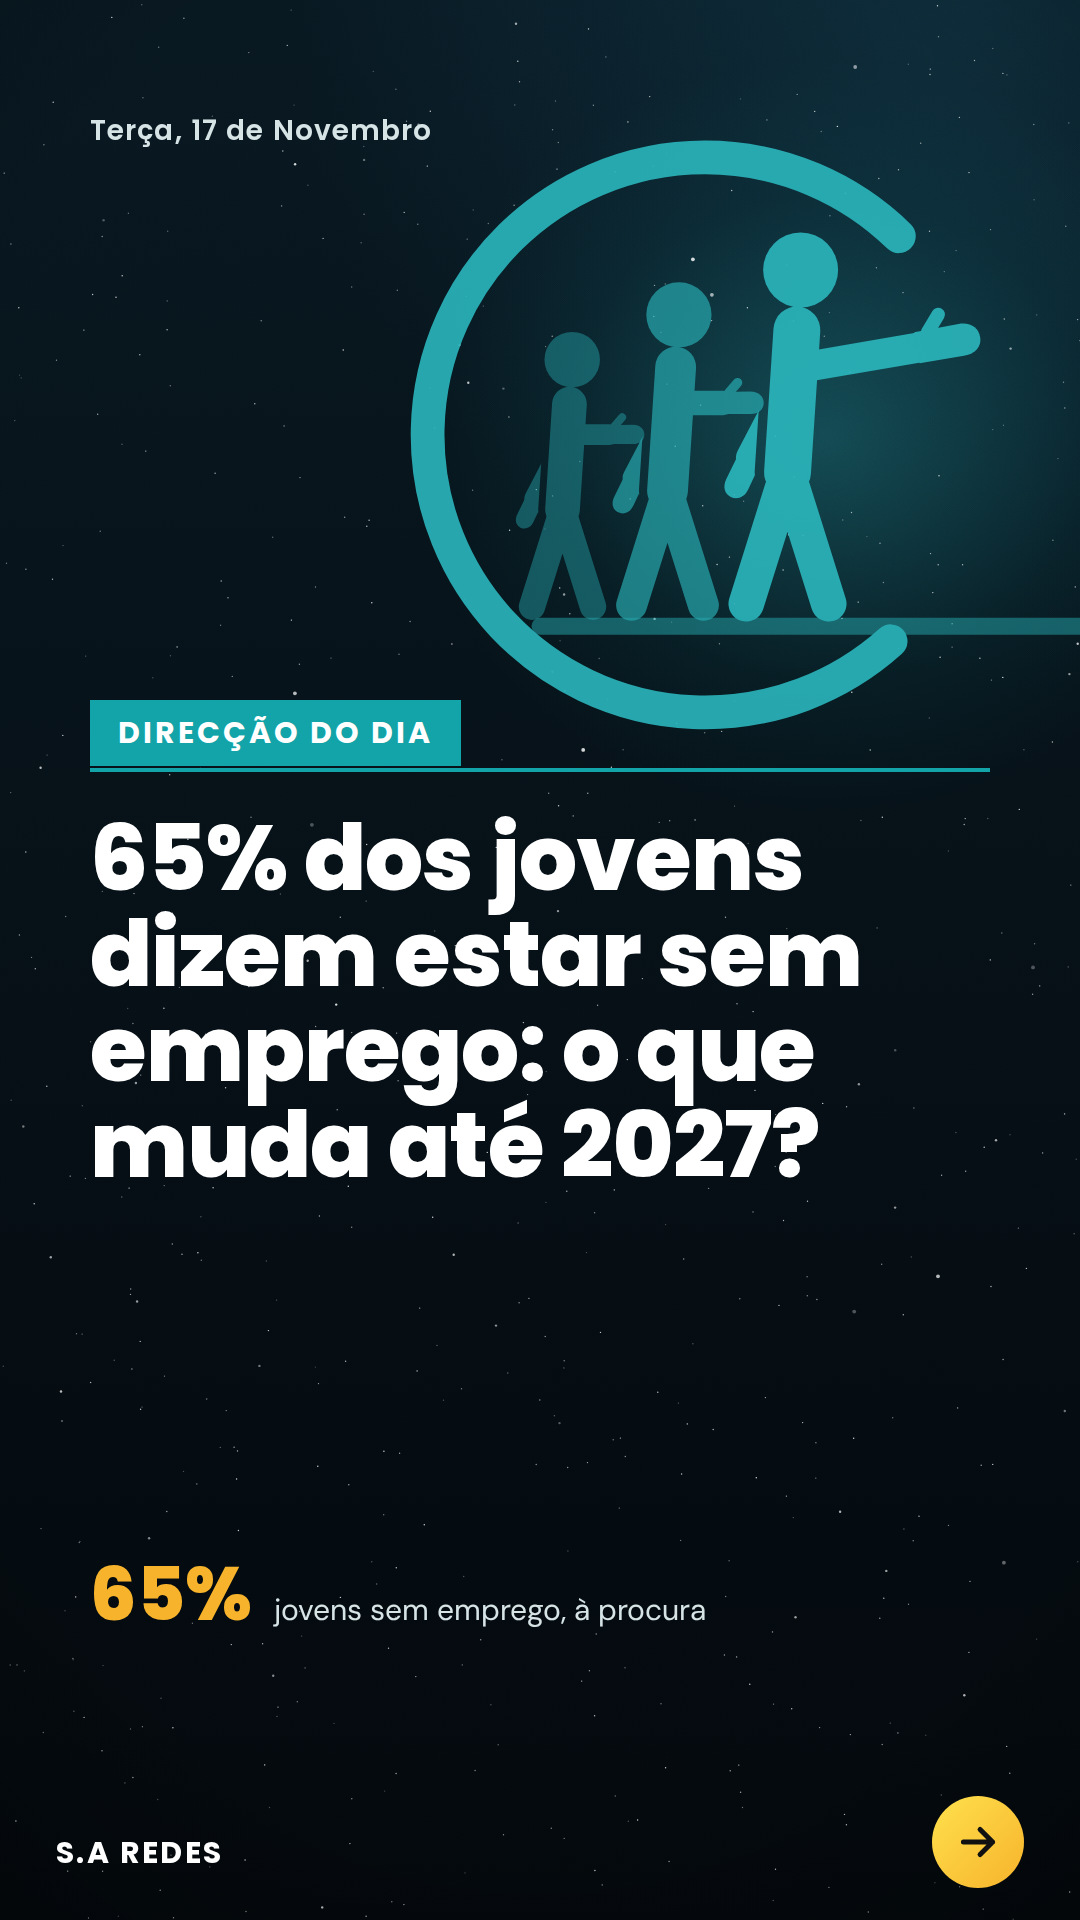 Terça, 17 de Novembro
DIRECÇÃO DO DIA
65% dos jovens
dizem estar sem
emprego: o que
muda até 2027?
65% jovens sem emprego, à procura
S.A REDES